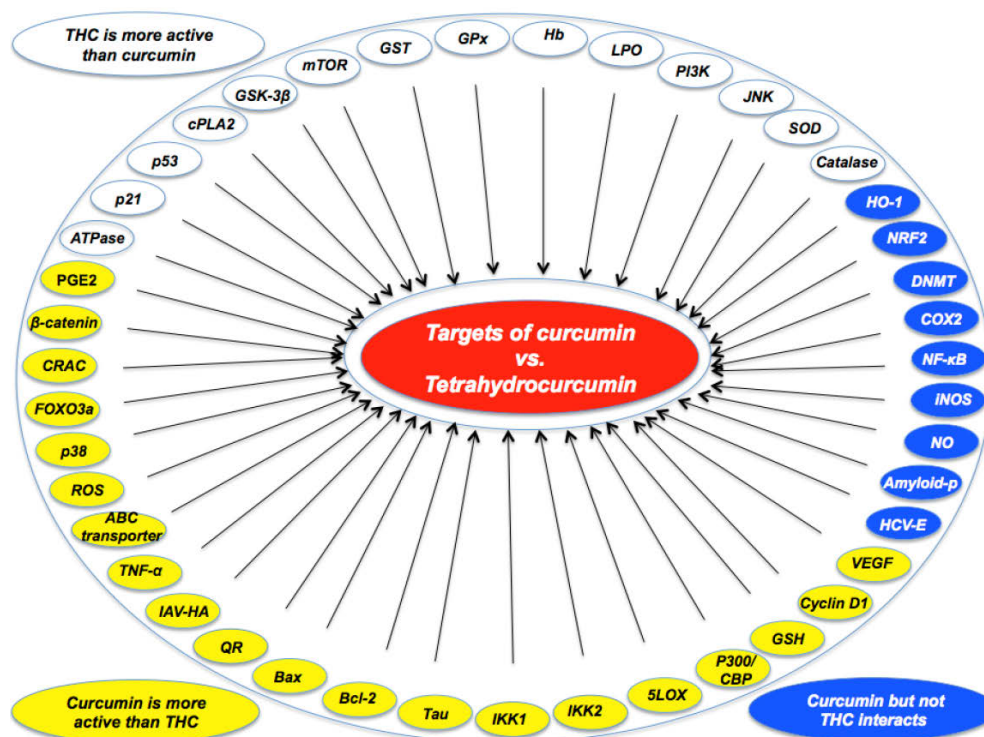 THC is more active
than curcumin
GST
GPx
Hb
LPO
PI3K
JNK
SOD
Catalase
HO-1
NRF2
DNMT
COX2
NF-κB
iNOS
NO
Amyloid-p
HCV-E
VEGF
Cyclin D1
GSH
P300/
CBP
5LOX
IKK2
IKK1
Tau
Bcl-2
Bax
QR
IAV-HA
TNF-α
ABC
transporter
ROS
p38
FOXO3a
CRAC
β-catenin
PGE2
ATPase
p21
p53
cPLA2
GSK-3β
mTOR
Targets of curcumin
vs.
Tetrahydrocurcumin
Curcumin is more
active than THC
Curcumin but not
THC interacts